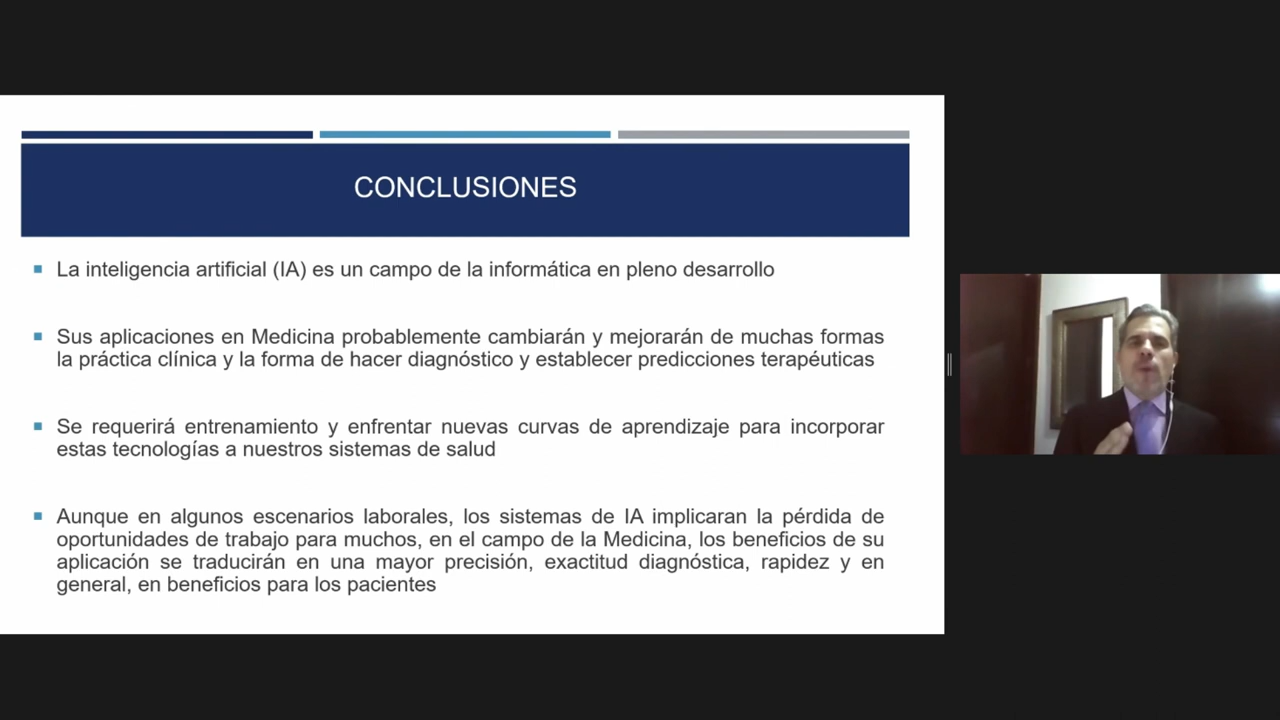 CONCLUSIONES
La inteligencia artificial (IA) es un campo de la informática en pleno desarrollo
Sus aplicaciones en Medicina probablemente cambiarán y mejorarán de muchas formas
la práctica clínica y la forma de hacer diagnóstico y establecer predicciones terapéuticas
Se requerirá entrenamiento y enfrentar nuevas curvas de aprendizaje para incorporar
estas tecnologías a nuestros sistemas de salud
Aunque en algunos escenarios laborales, los sistemas de IA implicaran la pérdida de
oportunidades de trabajo para muchos, en el campo de la Medicina, los beneficios de su
aplicación se traducirán en una mayor precisión, exactitud diagnóstica, rapidez y en
general, en beneficios para los pacientes